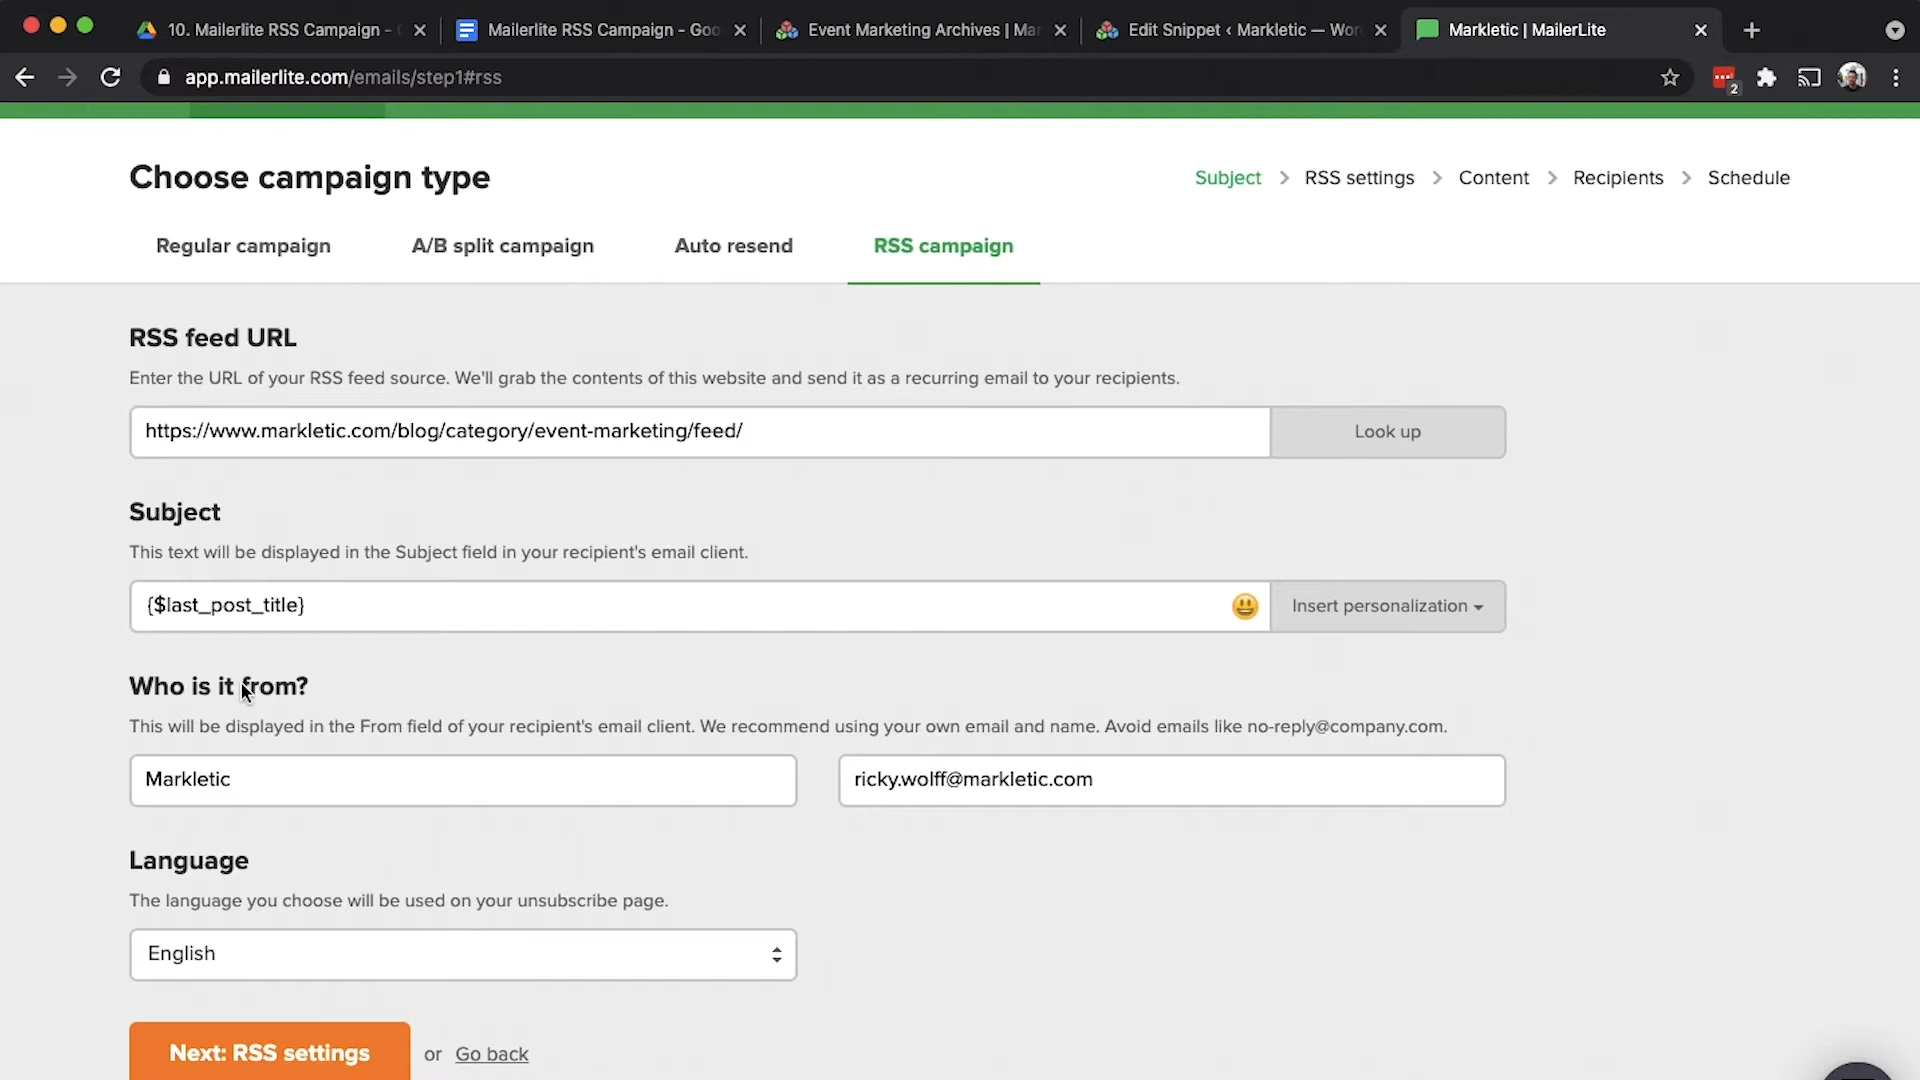 10. Mailerlite RSS Campaign -
Mailerlite RSS Campaign - Goo
Event Marketing Archives | Mar
Edit Snippet ‹ Markletic — Wor
Markletic | MailerLite
app.mailerlite.com/emails/step1#rss
2
Choose campaign type
Subject > RSS settings > Content > Recipients > Schedule
Regular campaign
A/B split campaign
Auto resend
RSS campaign
RSS feed URL
Enter the URL of your RSS feed source. We'll grab the contents of this website and send it as a recurring email to your recipients.
https://www.markletic.com/blog/category/event-marketing/feed/
Look up
Subject
This text will be displayed in the Subject field in your recipient's email client.
{$last_post_title}
Insert personalization
Who is it from?
This will be displayed in the From field of your recipient's email client. We recommend using your own email and name. Avoid emails like no-reply@company.com.
Markletic
ricky.wolff@markletic.com
Language
The language you choose will be used on your unsubscribe page.
English
Next: RSS settings
or Go back